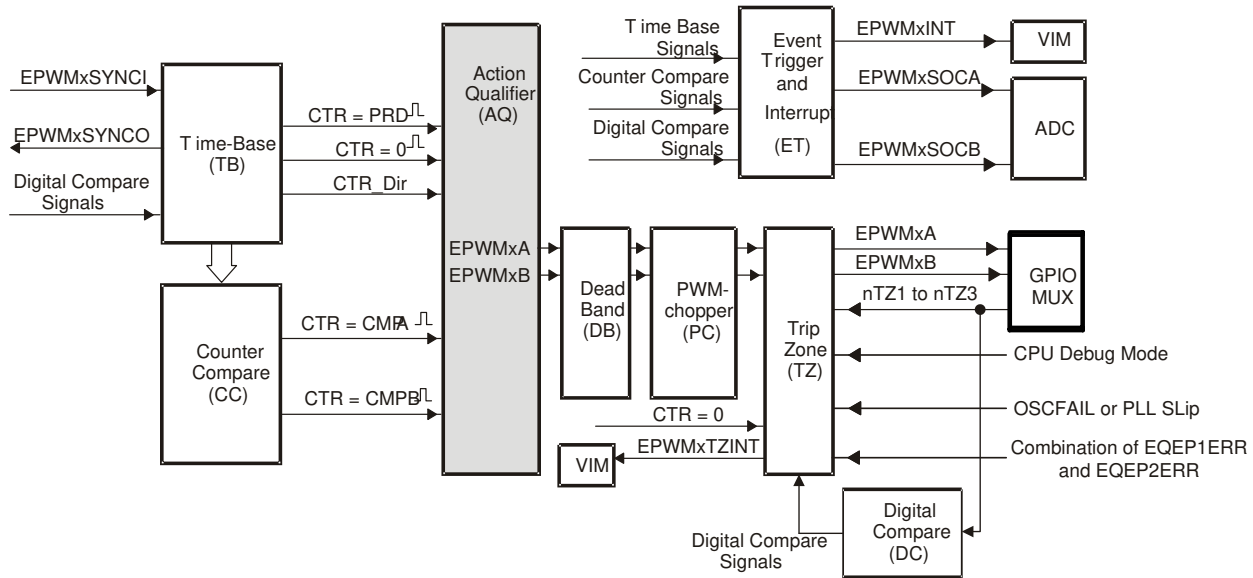 EPWMxSYNCI
EPWMxSYNCO
Digital Compare
Signals
Time-Base
(TB)
CTR = PRD
CTR = 0
CTR_Dir
Counter
Compare
(CC)
CTR = CMPA
CTR = CMPB
Action
Qualifier
(AQ)
EPWMxA
EPWMxB
Time Base
Signals
Counter Compare
Signals
Digital Compare
Signals
Event
Trigger
and
Interrupt
(ET)
EPWMxINT
EPWMxSOCA
EPWMxSOCB
VIM
ADC
Dead
Band
(DB)
PWM-
chopper
(PC)
Trip
Zone
(TZ)
EPWMxA
EPWMxB
nTZ1 to nTZ3
GPIO
MUX
CPU Debug Mode
OSCFAIL or PLL SLip
Combination of EQEP1ERR
and EQEP2ERR
CTR = 0
EPWMxTZINT
VIM
Digital Compare
Signals
Digital
Compare
(DC)